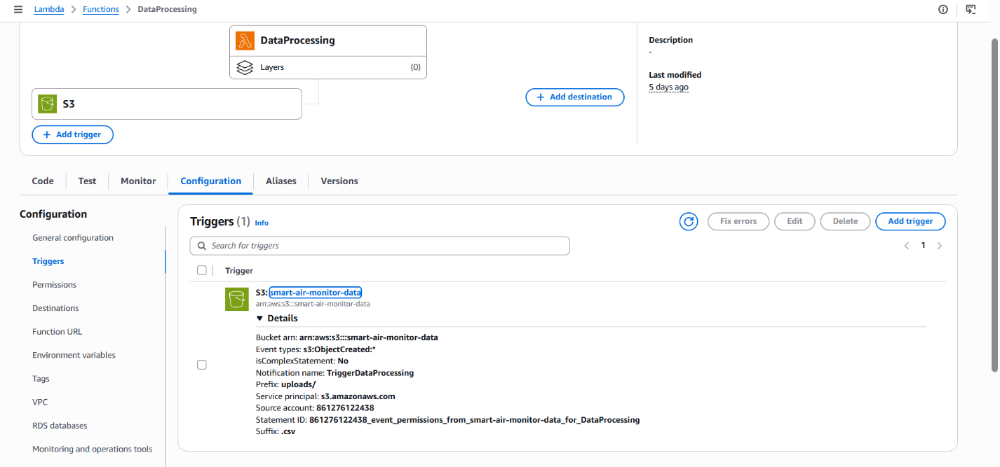 Lambda > Functions > DataProcessing
DataProcessing
Layers (0)
S3
+ Add trigger
+ Add destination
Description
-
Last modified
5 days ago
Code Test Monitor Configuration Aliases Versions
Configuration
General configuration
Triggers
Permissions
Destinations
Function URL
Environment variables
Tags
VPC
RDS databases
Monitoring and operations tools
Triggers (1) Info
Fix errors Edit Delete Add trigger
Search for triggers
< 1 >
Trigger
S3: smart-air-monitor-data
arn:aws:s3:::smart-air-monitor-data
▼ Details
Bucket arn: arn:aws:s3:::smart-air-monitor-data
Event types: s3:ObjectCreated:*
isComplexStatement: No
Notification name: TriggerDataProcessing
Prefix: uploads/
Service principal: s3.amazonaws.com
Source account: 861276122438
Statement ID: 861276122438_event_permissions_from_smart-air-monitor-data_for_DataProcessing
Suffix: .csv